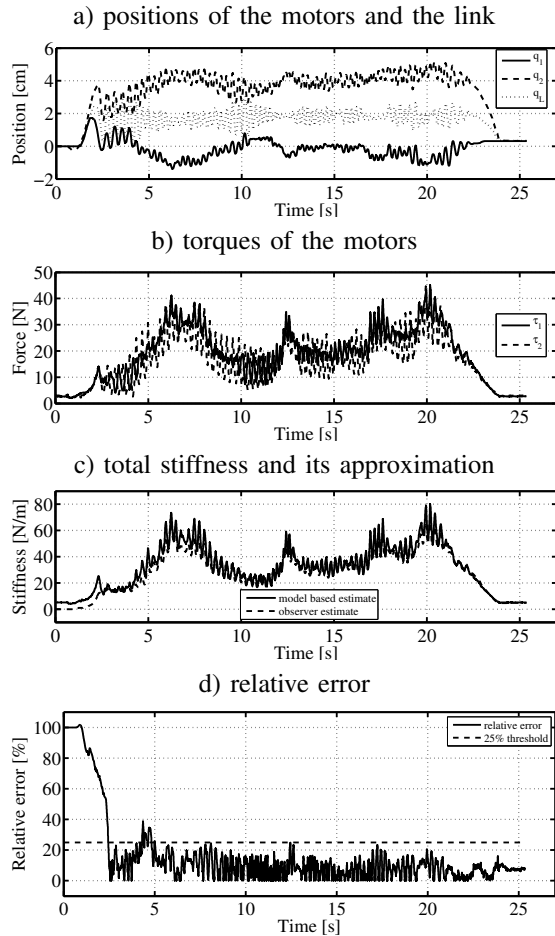 a) positions of the motors and the link
6
4
2
0
−2
Position [cm]
q1
q2
qL
0 5 10 15 20 25
Time [s]
b) torques of the motors
50
40
30
20
10
0
Force [N]
τ1
τ2
0 5 10 15 20 25
Time [s]
c) total stiffness and its approximation
80
60
40
20
0
Stiffness [N/m]
model based estimate
observer estimate
0 5 10 15 20 25
Time [s]
d) relative error
100
80
60
40
20
0
Relative error [%]
relative error
25% threshold
0 5 10 15 20 25
Time [s]